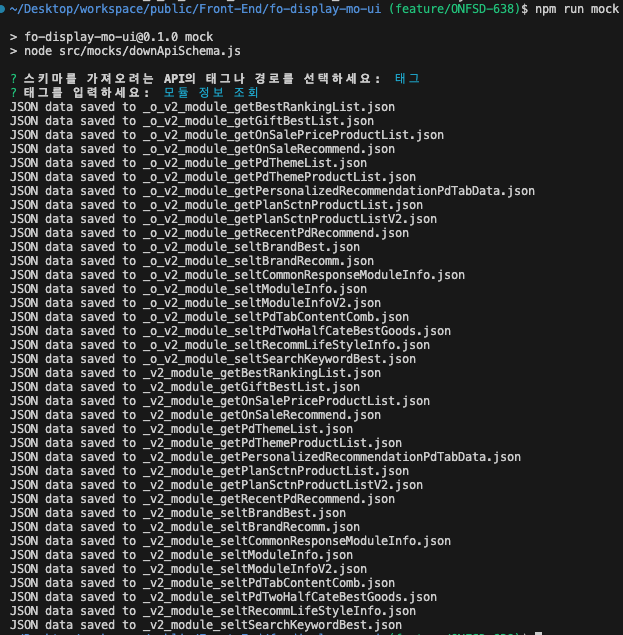 ~/Desktop/workspace/public/Front-End/fo-display-mo-ui (feature/ONFSD-638)$ npm run mock
> fo-display-mo-ui@0.1.0 mock
> node src/mocks/downApiSchema.js
? 스키마를 가져오려는 API의 태그나 경로를 선택하세요: 태그
? 태그를 입력하세요: 모듈 정보 조회
JSON data saved to _o_v2_module_getBestRankingList.json
JSON data saved to _o_v2_module_getGiftBestList.json
JSON data saved to _o_v2_module_getOnSalePriceProductList.json
JSON data saved to _o_v2_module_getOnSaleRecommend.json
JSON data saved to _o_v2_module_getPdThemeList.json
JSON data saved to _o_v2_module_getPdThemeProductList.json
JSON data saved to _o_v2_module_getPersonalizedRecommendationPdTabData.json
JSON data saved to _o_v2_module_getPlanSctnProductList.json
JSON data saved to _o_v2_module_getPlanSctnProductListV2.json
JSON data saved to _o_v2_module_getRecentPdRecommend.json
JSON data saved to _o_v2_module_seltBrandBest.json
JSON data saved to _o_v2_module_seltBrandRecomm.json
JSON data saved to _o_v2_module_seltCommonResponseModuleInfo.json
JSON data saved to _o_v2_module_seltModuleInfo.json
JSON data saved to _o_v2_module_seltModuleInfoV2.json
JSON data saved to _o_v2_module_seltPdTabContentComb.json
JSON data saved to _o_v2_module_seltPdTwoHalfCateBestGoods.json
JSON data saved to _o_v2_module_seltRecommLifeStyleInfo.json
JSON data saved to _o_v2_module_seltSearchKeywordBest.json
JSON data saved to _v2_module_getBestRankingList.json
JSON data saved to _v2_module_getGiftBestList.json
JSON data saved to _v2_module_getOnSalePriceProductList.json
JSON data saved to _v2_module_getOnSaleRecommend.json
JSON data saved to _v2_module_getPdThemeList.json
JSON data saved to _v2_module_getPdThemeProductList.json
JSON data saved to _v2_module_getPersonalizedRecommendationPdTabData.json
JSON data saved to _v2_module_getPlanSctnProductList.json
JSON data saved to _v2_module_getPlanSctnProductListV2.json
JSON data saved to _v2_module_getRecentPdRecommend.json
JSON data saved to _v2_module_seltBrandBest.json
JSON data saved to _v2_module_seltBrandRecomm.json
JSON data saved to _v2_module_seltCommonResponseModuleInfo.json
JSON data saved to _v2_module_seltModuleInfo.json
JSON data saved to _v2_module_seltModuleInfoV2.json
JSON data saved to _v2_module_seltPdTabContentComb.json
JSON data saved to _v2_module_seltPdTwoHalfCateBestGoods.json
JSON data saved to _v2_module_seltRecommLifeStyleInfo.json
JSON data saved to _v2_module_seltSearchKeywordBest.json